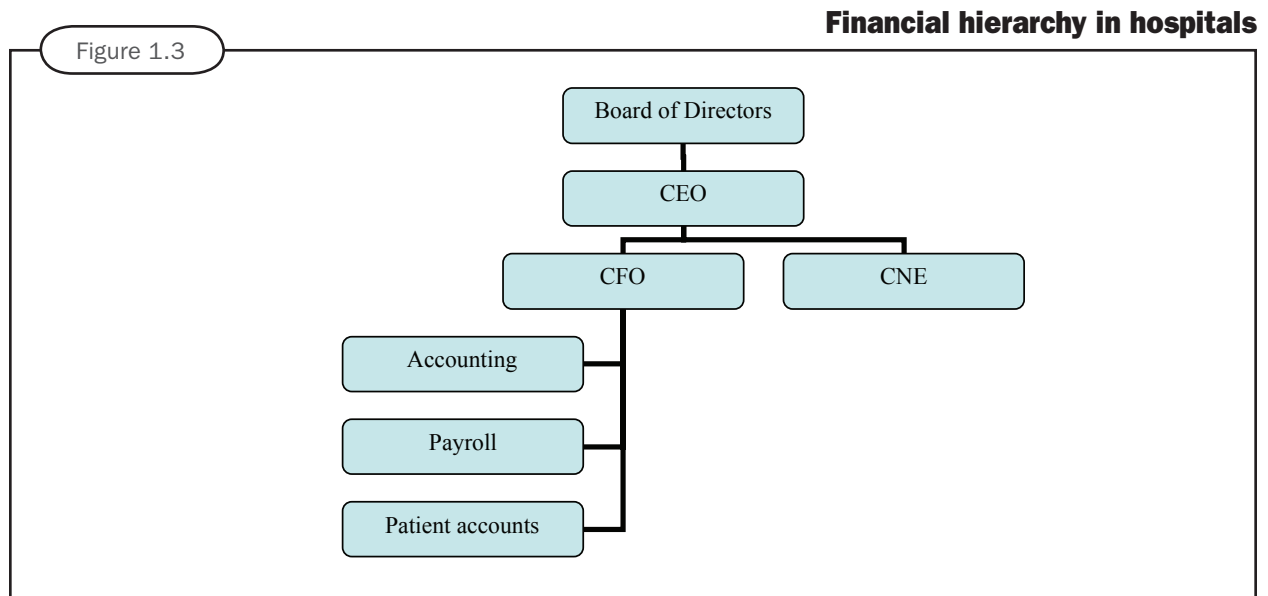 Financial hierarchy in hospitals
Figure 1.3
Board of Directors
CEO
CFO
CNE
Accounting
Payroll
Patient accounts